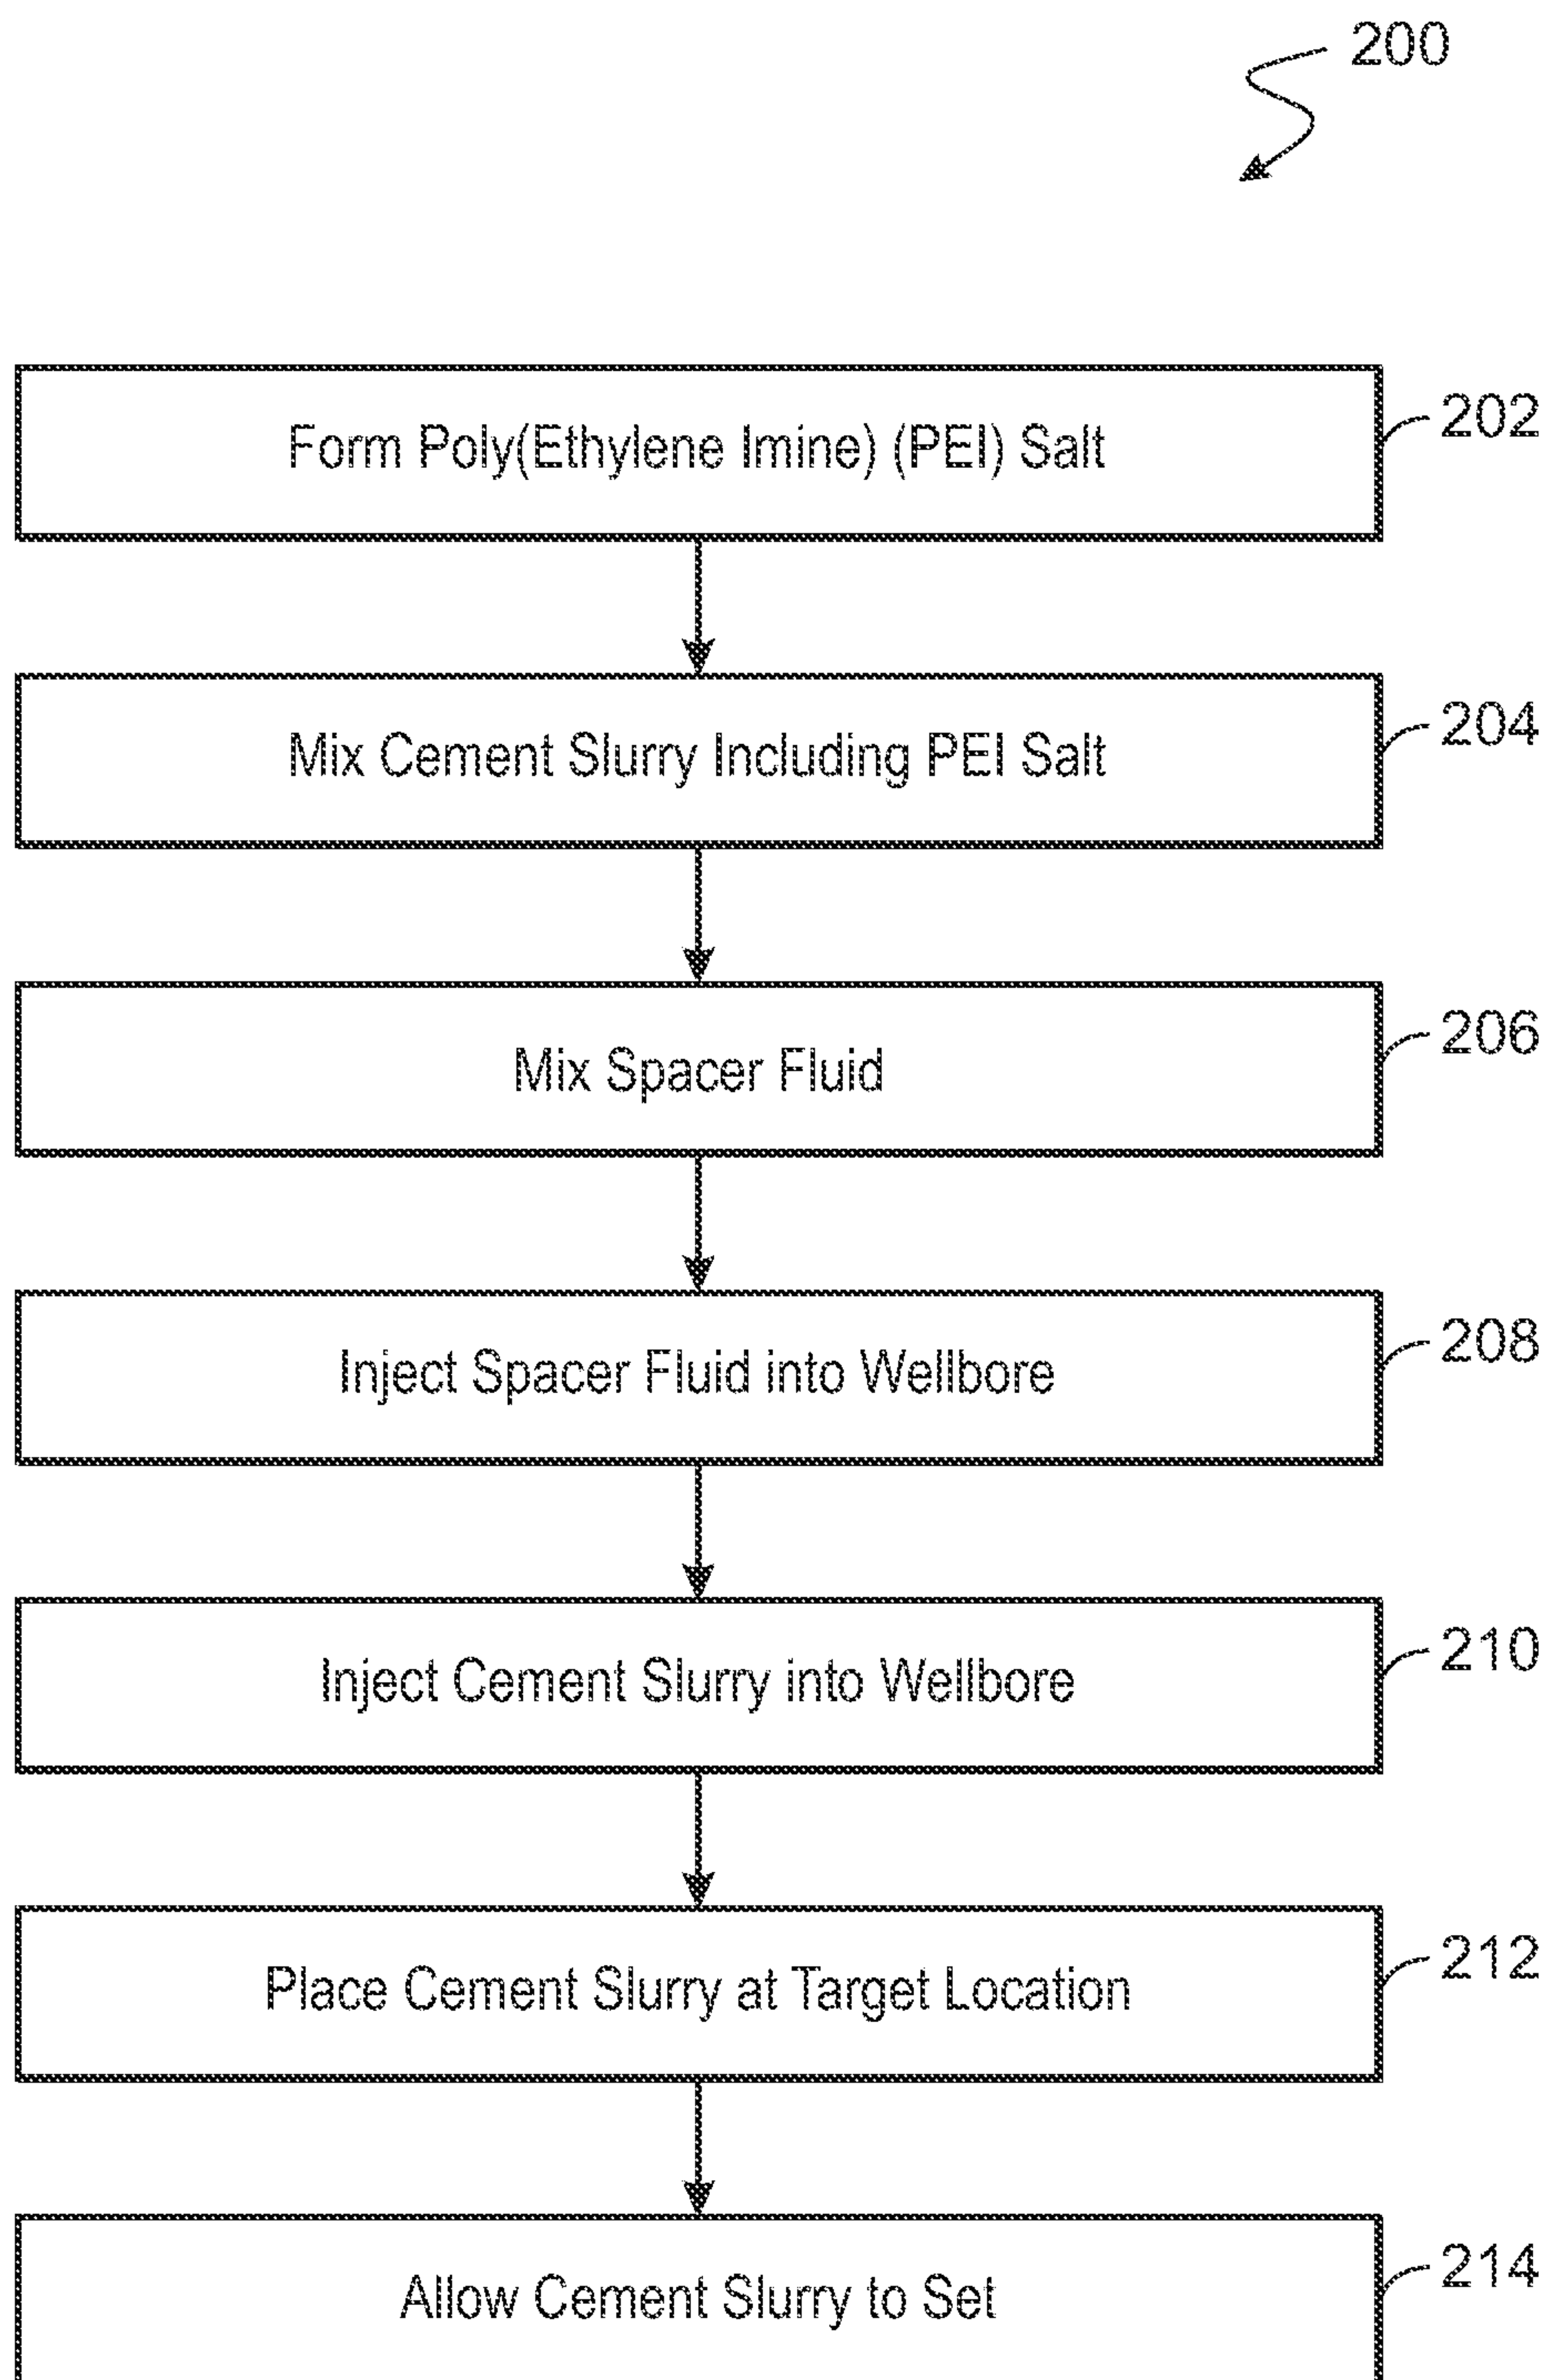 200
Form Poly(Ethylene Imine) (PEI) Salt
202
Mix Cement Slurry Including PEI Salt
204
Mix Spacer Fluid
206
Inject Spacer Fluid into Wellbore
208
Inject Cement Slurry into Wellbore
210
Place Cement Slurry at Target Location
212
Allow Cement Slurry to Set
214